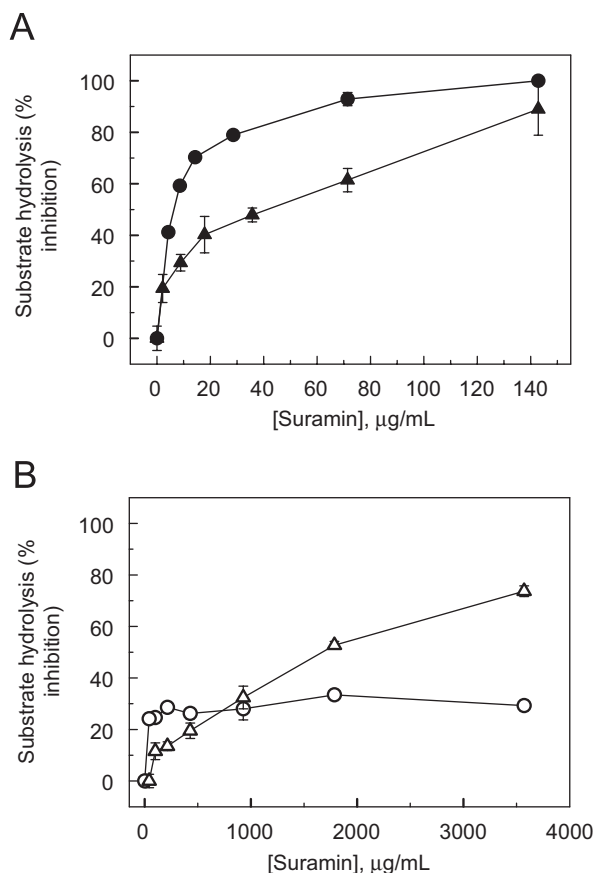 A
Substrate hydrolysis (%
inhibition)
100
80
60
40
20
0
0 20 40 60 80 100 120 140
[Suramin], μg/mL
B
Substrate hydrolysis (%
inhibition)
100
80
60
40
20
0
0 1000 2000 3000 4000
[Suramin], μg/mL